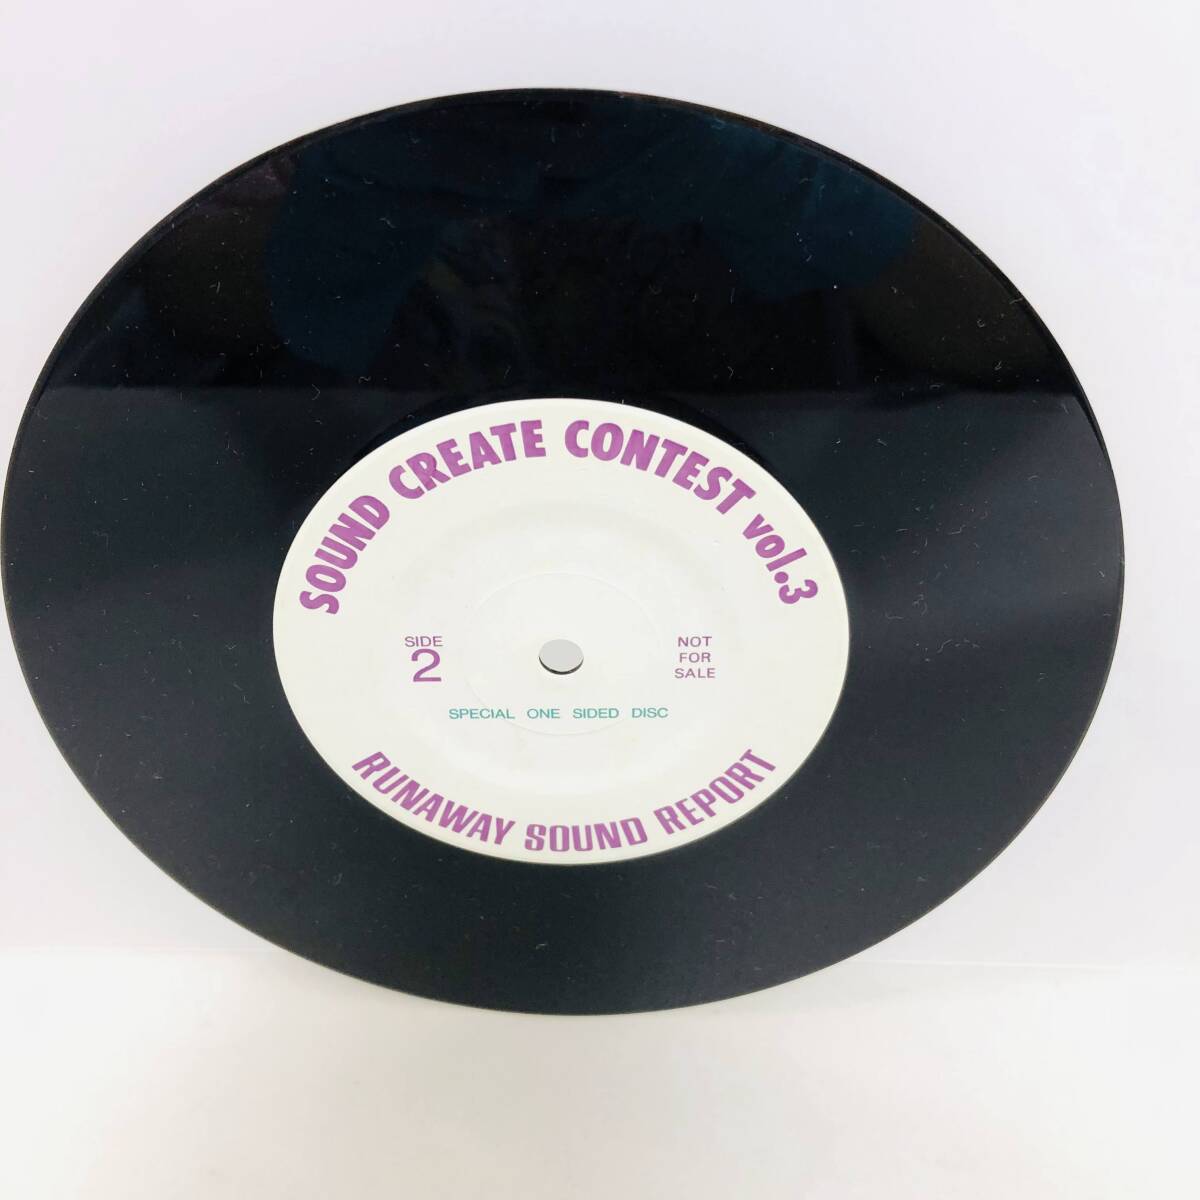 SOUND CREATE CONTEST vol.3
SIDE
2
NOT
FOR
SALE
SPECIAL ONE SIDED DISC
RUNAWAY SOUND REPORT